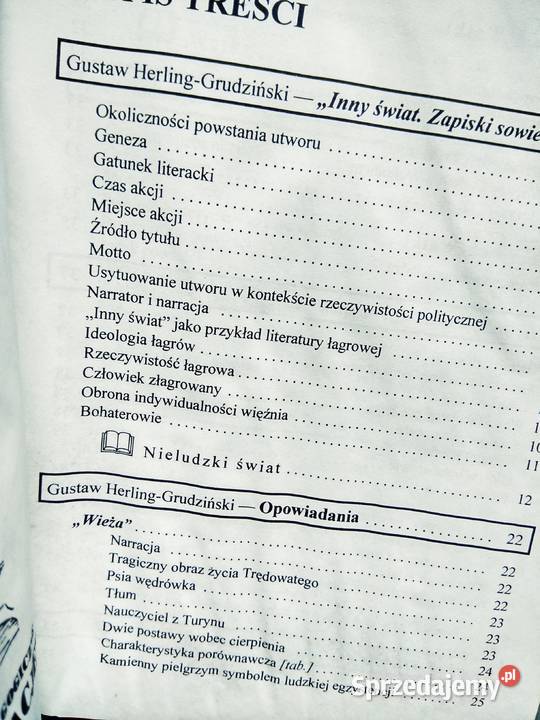 TREŚCI
Gustaw Herling-Grudziński — „Inny świat. Zapiski
Okoliczności powstania utworu
Geneza
Gatunek literacki
Czas akcji
Miejsce akcji
Źródło tytułu
Motto
Usytuowanie utworu w kontekście rzeczywistości politycznej
Narrator i narracja
„Inny świat” jako przykład literatury łagrowej
Ideologia łagrów
Rzeczywistość łagrowa
Człowiek złagrowany
Obrona indywidualności więźnia
Bohaterowie 10
11
Nieludzki świat 12
Gustaw Herling-Grudziński — Opowiadania 22
„Wieża” 22
Narracja 22
Tragiczny obraz życia Trędowatego 22
Psia wędrówka 23
Tłum 23
Nauczyciel z Turynu 23
Dwie postawy wobec cierpienia 24
Charakterystyka porównawcza [tab.]
Kamienny pielgrzym symbolem ludzkiej 25
Sprzedajemy.pl